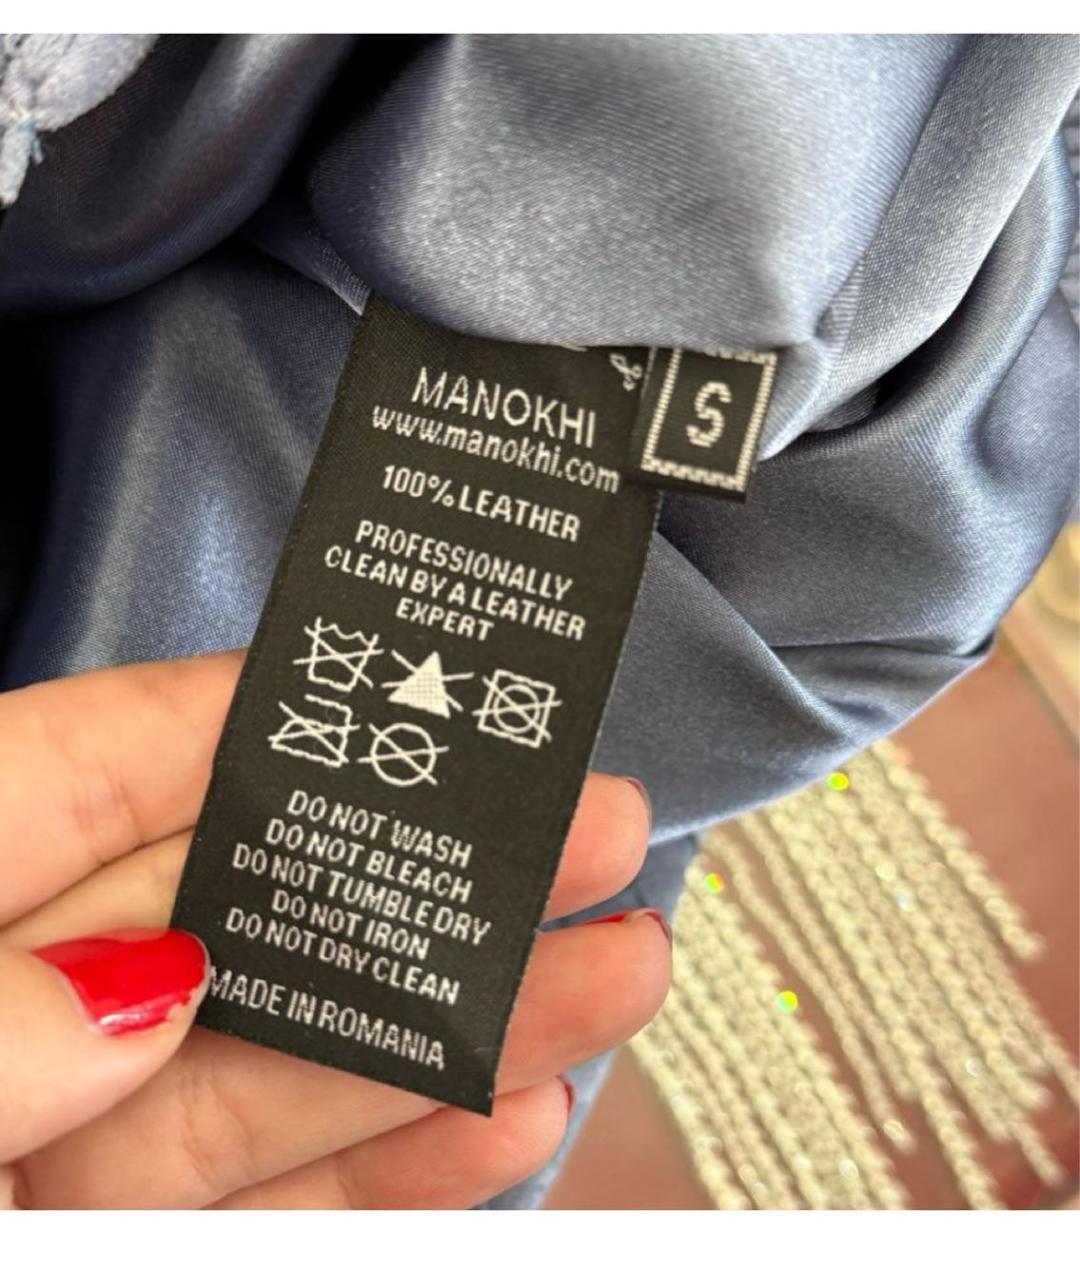 MANOKHI
www.manokhi.com
100% LEATHER
PROFESSIONALLY
CLEAN BY A LEATHER
EXPERT
DO NOT WASH
DO NOT BLEACH
DO NOT TUMBLE DRY
DO NOT IRON
DO NOT DRY CLEAN
MADE IN ROMANIA
S